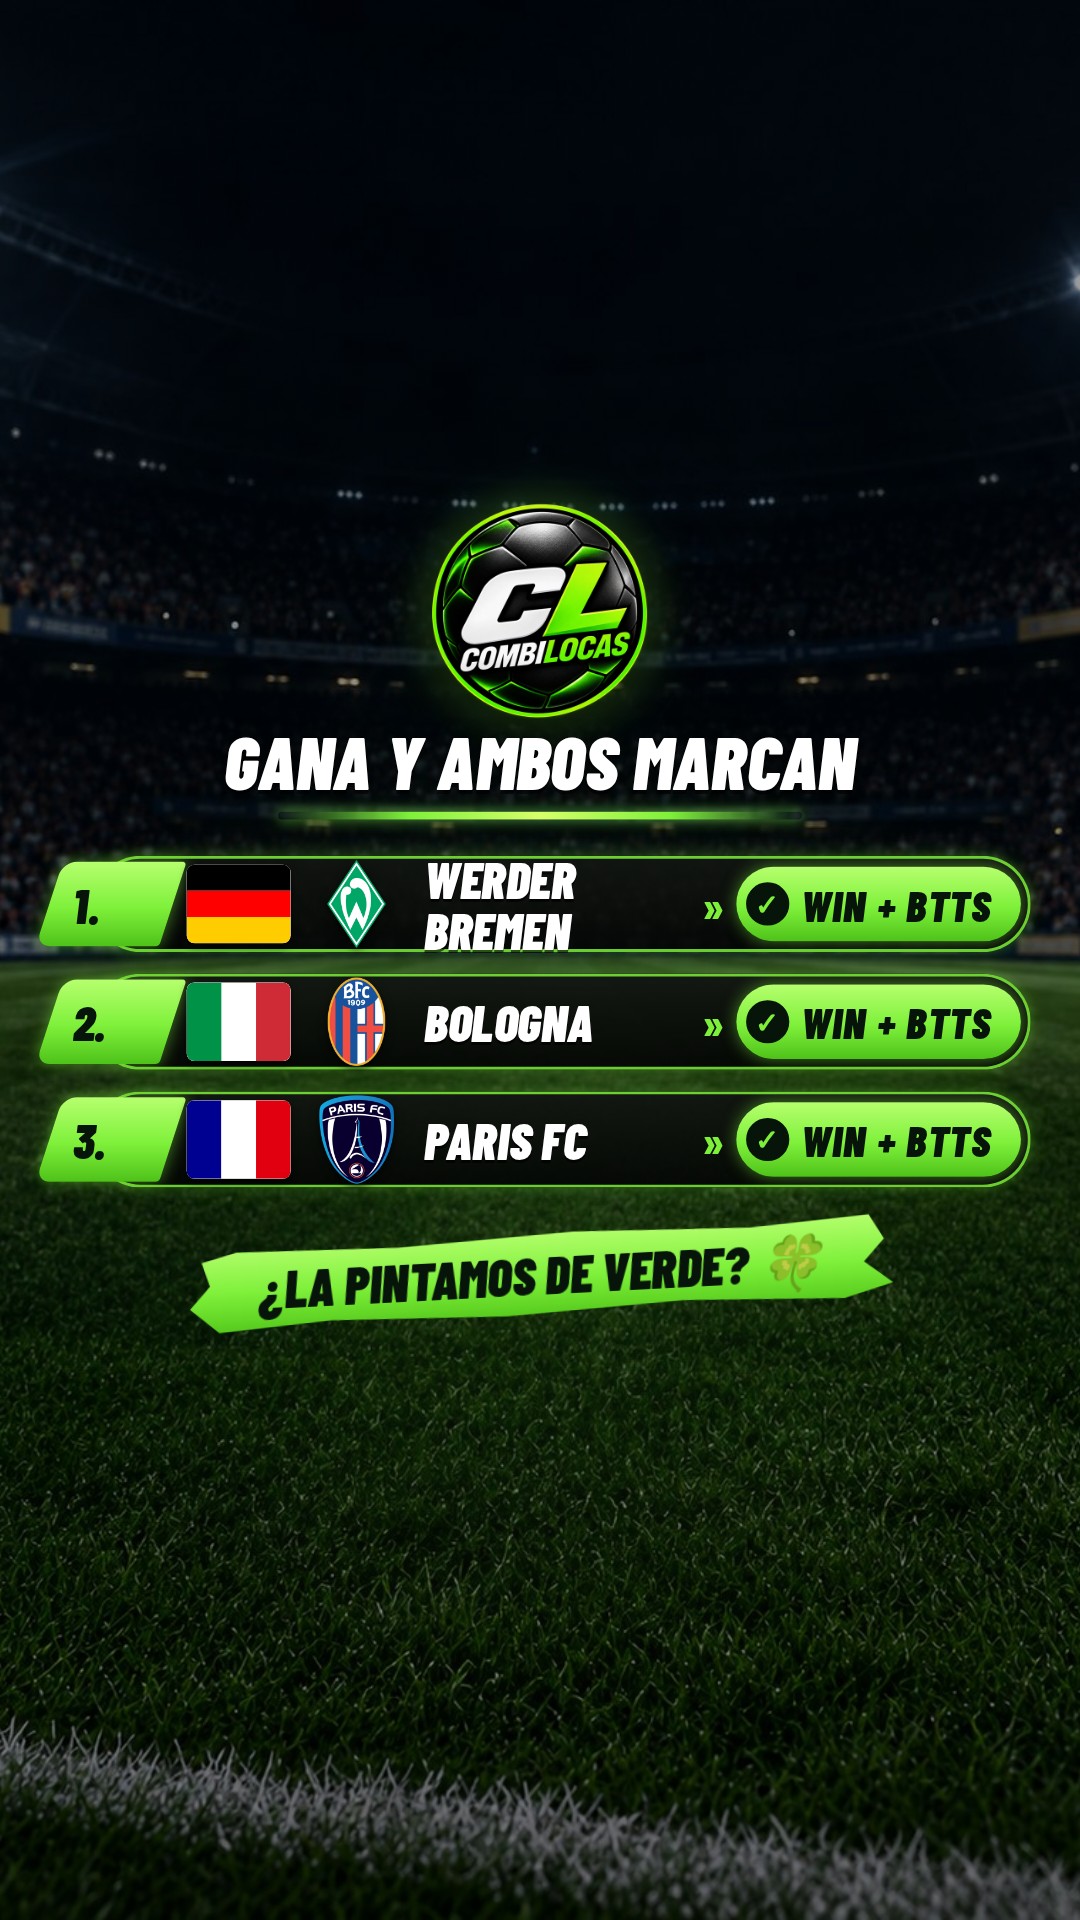 CL
COMBILOCAS
GANA Y AMBOS MARCAN
1.
WERDER
BREMEN
»
✓ WIN + BTTS
2.
BFC
1909
BOLOGNA
»
✓ WIN + BTTS
3.
PARIS FC
PARIS FC
»
✓ WIN + BTTS
¿LA PINTAMOS DE VERDE? 🍀